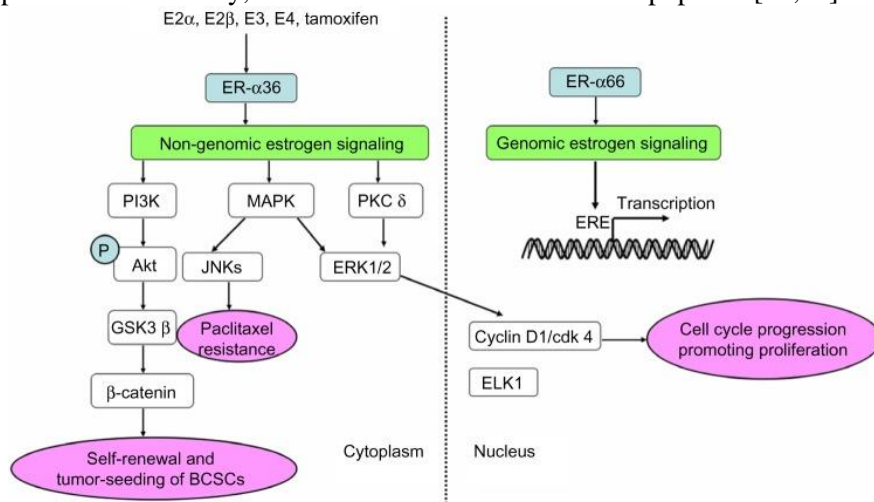 E2α, E2β, E3, E4, tamoxifen
ER-α36
ER-α66
Non-genomic estrogen signaling
Genomic estrogen signaling
PI3K
MAPK
PKC δ
Transcription
ERE
P
Akt
JNKs
ERK1/2
GSK3 β
Paclitaxel
resistance
Cyclin D1/cdk 4
Cell cycle progression
promoting proliferation
ELK1
β-catenin
Cytoplasm
Nucleus
Self-renewal and
tumor-seeding of BCSCs